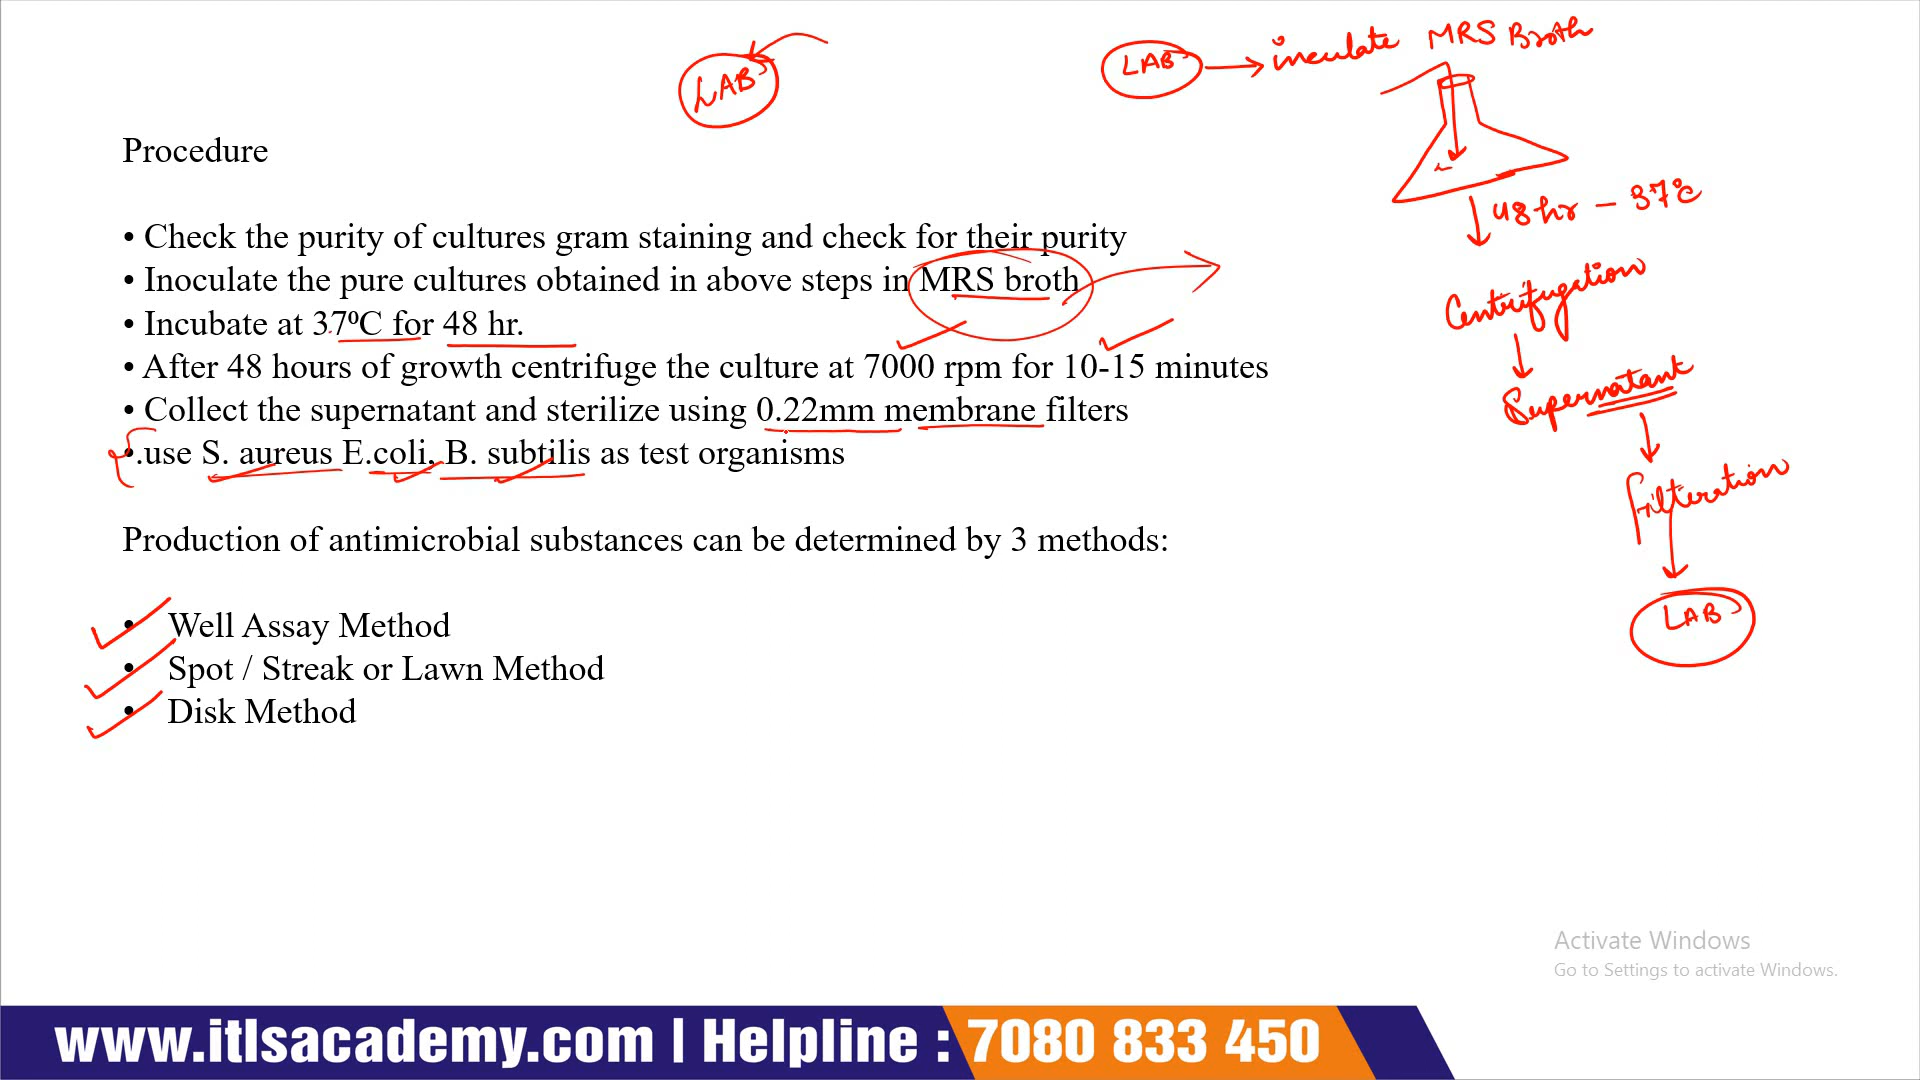 LAB
LAB → inculate MRS Broth
Procedure
48hr - 37°c
• Check the purity of cultures gram staining and check for their purity
• Inoculate the pure cultures obtained in above steps in MRS broth
• Incubate at 37⁰C for 48 hr.
Centrifugation
• After 48 hours of growth centrifuge the culture at 7000 rpm for 10-15 minutes
Supernatant
• Collect the supernatant and sterilize using 0.22mm membrane filters
• .use S. aureus E.coli, B. subtilis as test organisms
filteration
Production of antimicrobial substances can be determined by 3 methods:
LAB
• Well Assay Method
• Spot / Streak or Lawn Method
• Disk Method
Activate Windows
Go to Settings to activate Windows.
www.itlsacademy.com | Helpline : 7080 833 450